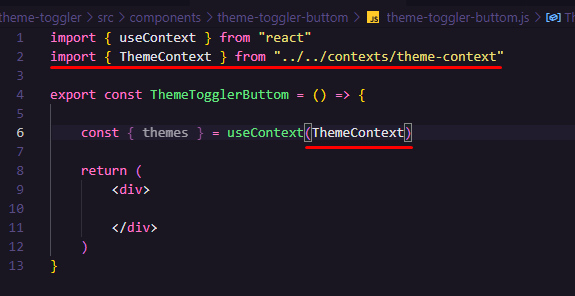 theme-toggler > src > components > theme-toggler-buttom > JS theme-toggler-buttom.js >
1 import { useContext } from "react"
2 import { ThemeContext } from "../../contexts/theme-context"
3
4 export const ThemeTogglerButtom = () => {
5
6 const { themes } = useContext(ThemeContext)
7
8 return (
9 <div>
10
11 </div>
12 )
13 }